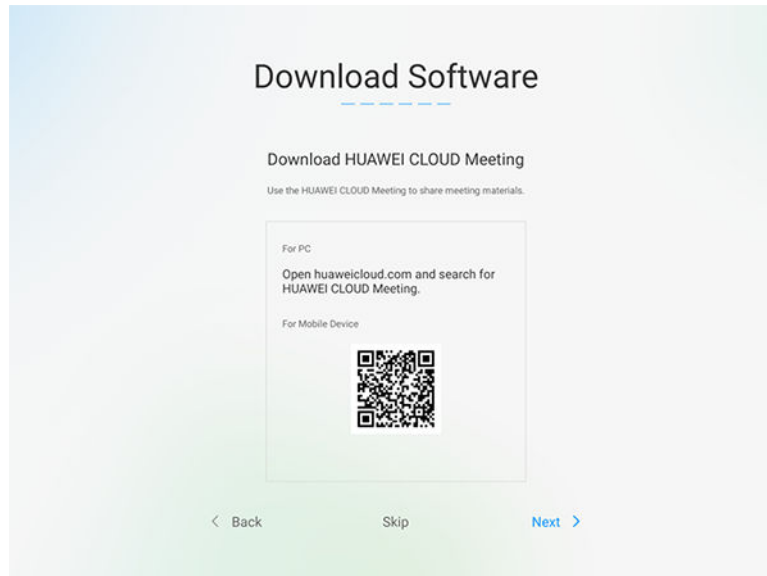 Download Software
Download HUAWEI CLOUD Meeting
Use the HUAWEI CLOUD Meeting to share meeting materials.
For PC
Open huaweicloud.com and search for
HUAWEI CLOUD Meeting.
For Mobile Device
Back
Skip
Next